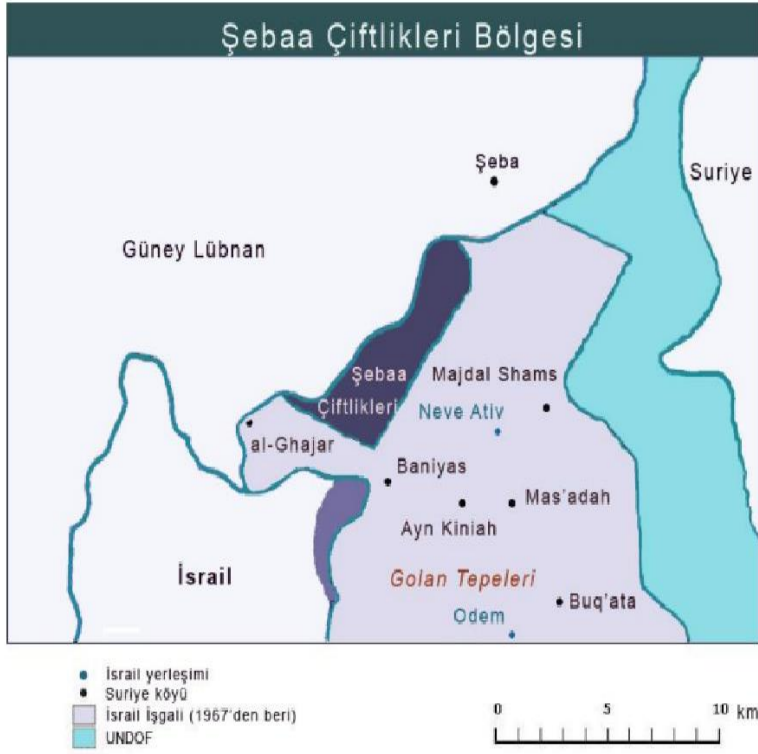 Şebaa Çiftlikleri Bölgesi
Şeba
Suriye
Güney Lübnan
Şebaa
Çiftlikleri
Majdal Shams
Neve Ativ
al-Ghajar
Baniyas
Mas'adah
Ayn Kiniah
İsrail
Golan Tepeleri
Buq'ata
Odem
İsrail yerleşimi
Suriye köyü
İsrail İşgali (1967'den beri)
UNDOF
0 5 10 km